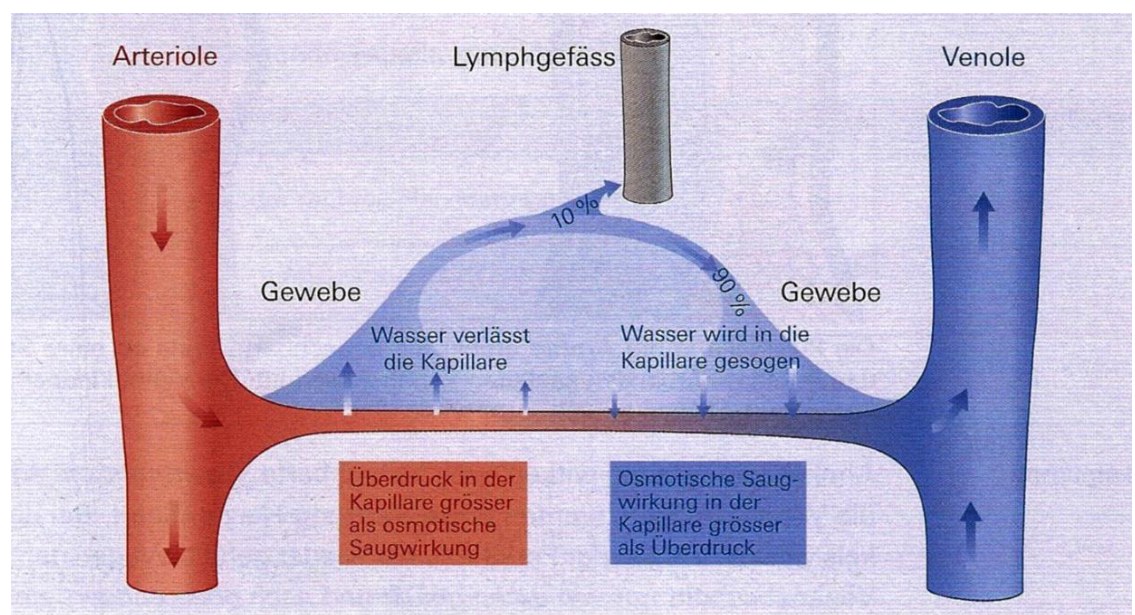 Arteriole
Lymphgefäss
Venole
10 %
90 %
Gewebe
Gewebe
Wasser verlässt
die Kapillare
Wasser wird in die
Kapillare gesogen
Überdruck in der
Kapillare grösser
als osmotische
Saugwirkung
Osmotische Saug-
wirkung in der
Kapillare grösser
als Überdruck